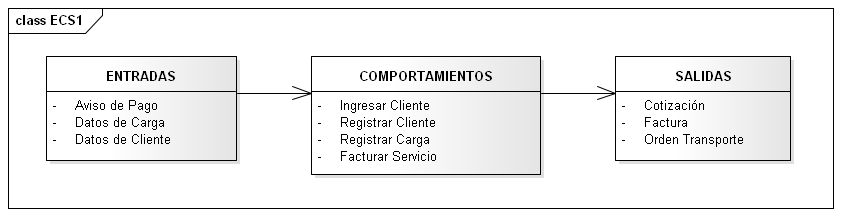 class ECS1
ENTRADAS
- Aviso de Pago
- Datos de Carga
- Datos de Cliente
COMPORTAMIENTOS
- Ingresar Cliente
- Registrar Cliente
- Registrar Carga
- Facturar Servicio
SALIDAS
- Cotización
- Factura
- Orden Transporte